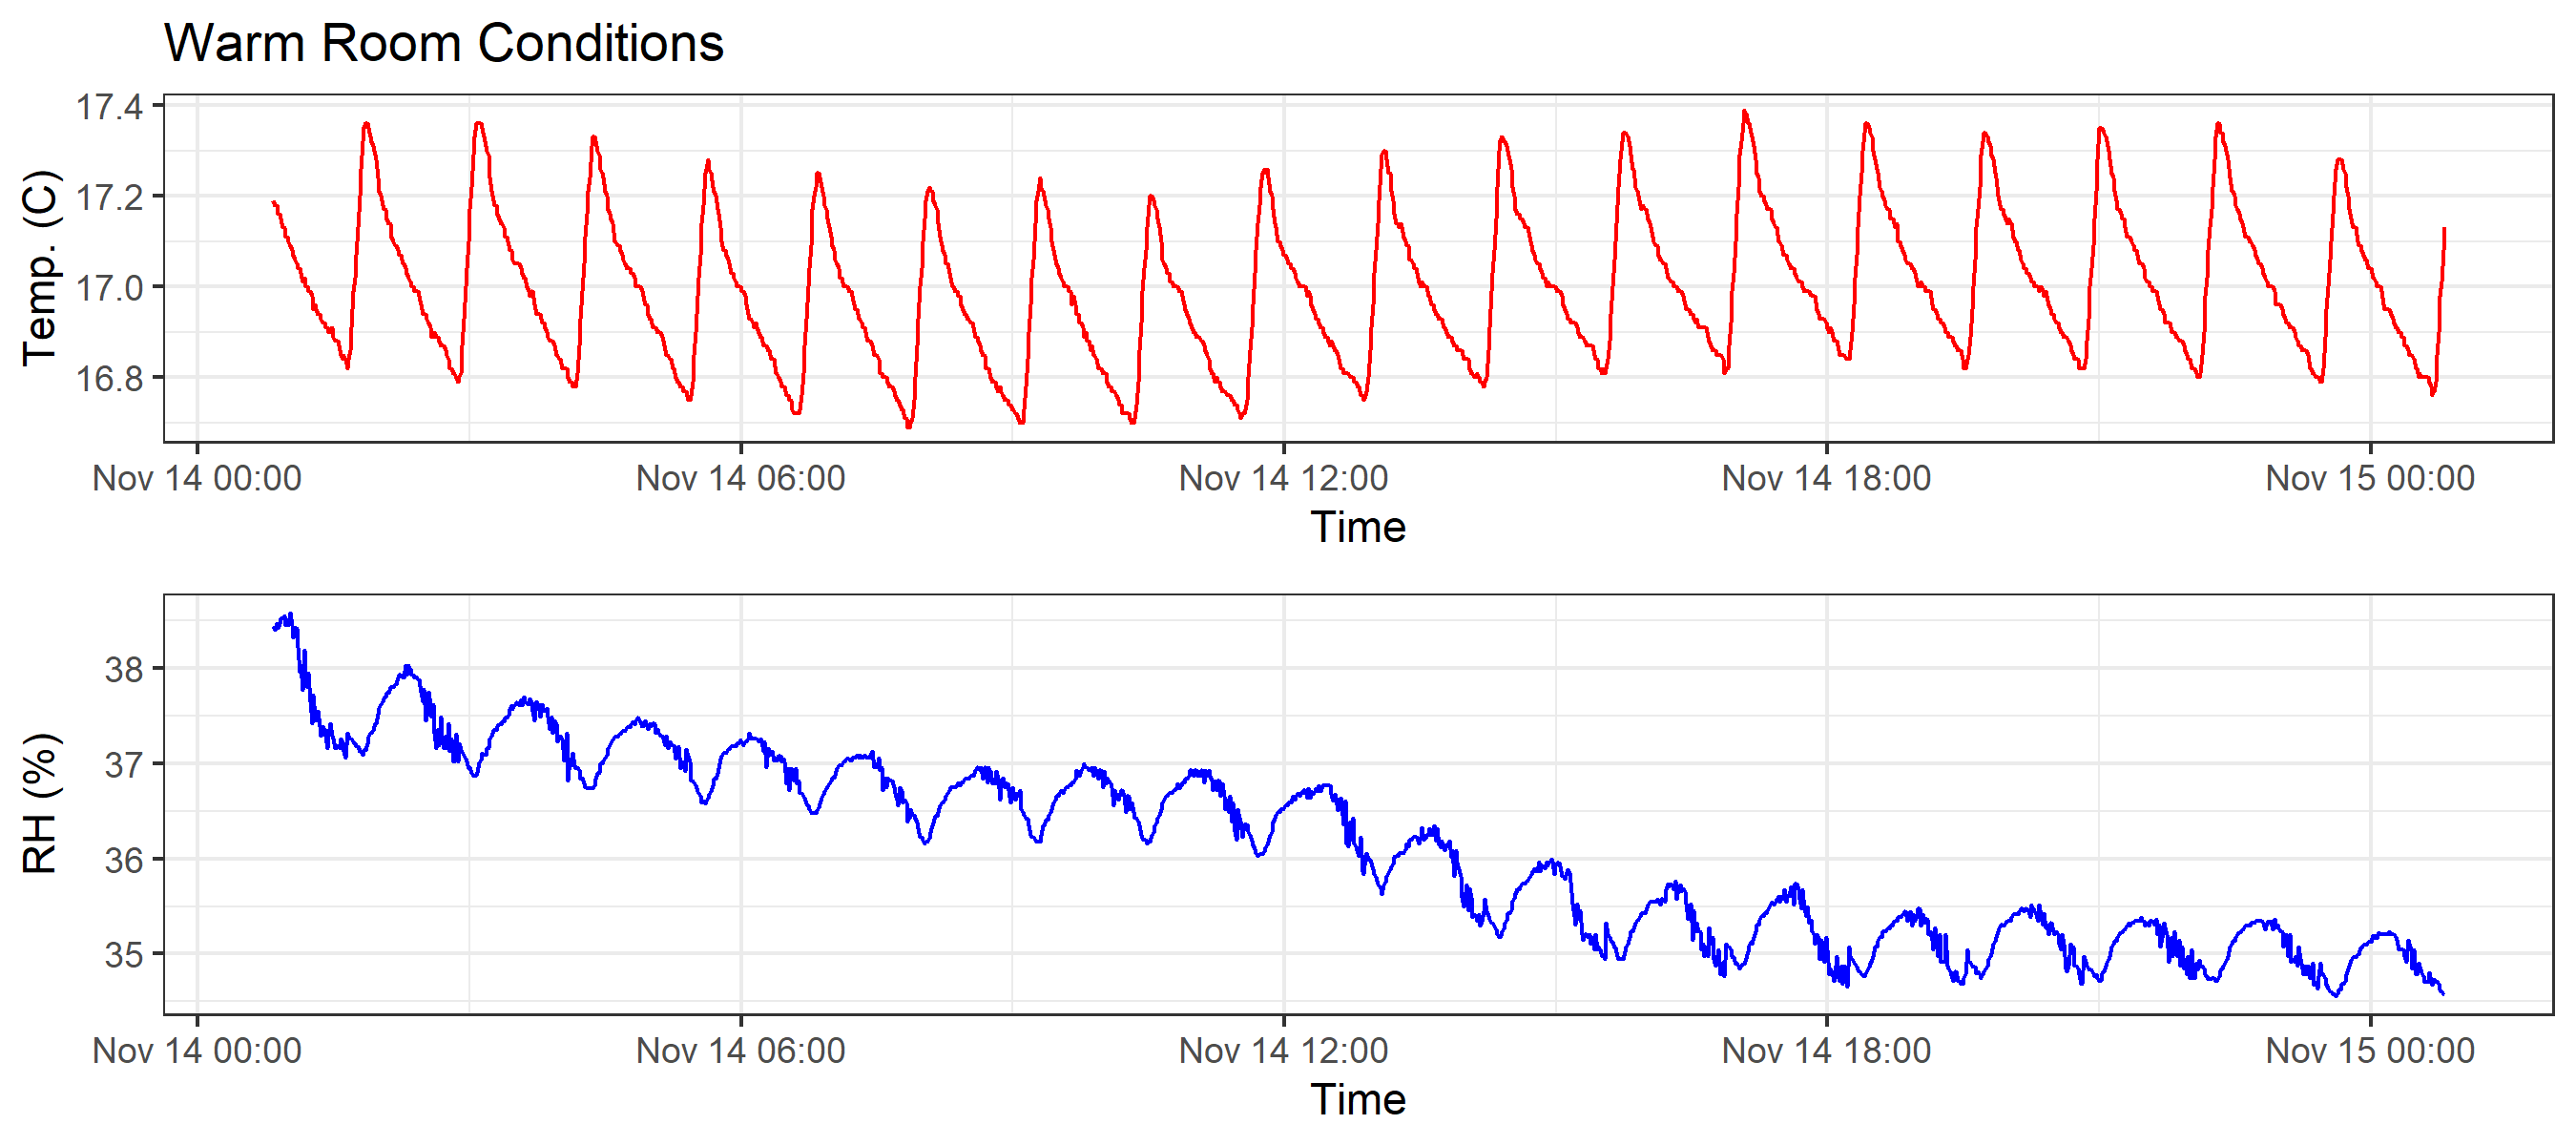 Warm Room Conditions
Temp. (C)
17.4
17.2
17.0
16.8
Nov 14 00:00 Nov 14 06:00 Nov 14 12:00 Nov 14 18:00 Nov 15 00:00
Time
RH (%)
38
37
36
35
Nov 14 00:00 Nov 14 06:00 Nov 14 12:00 Nov 14 18:00 Nov 15 00:00
Time